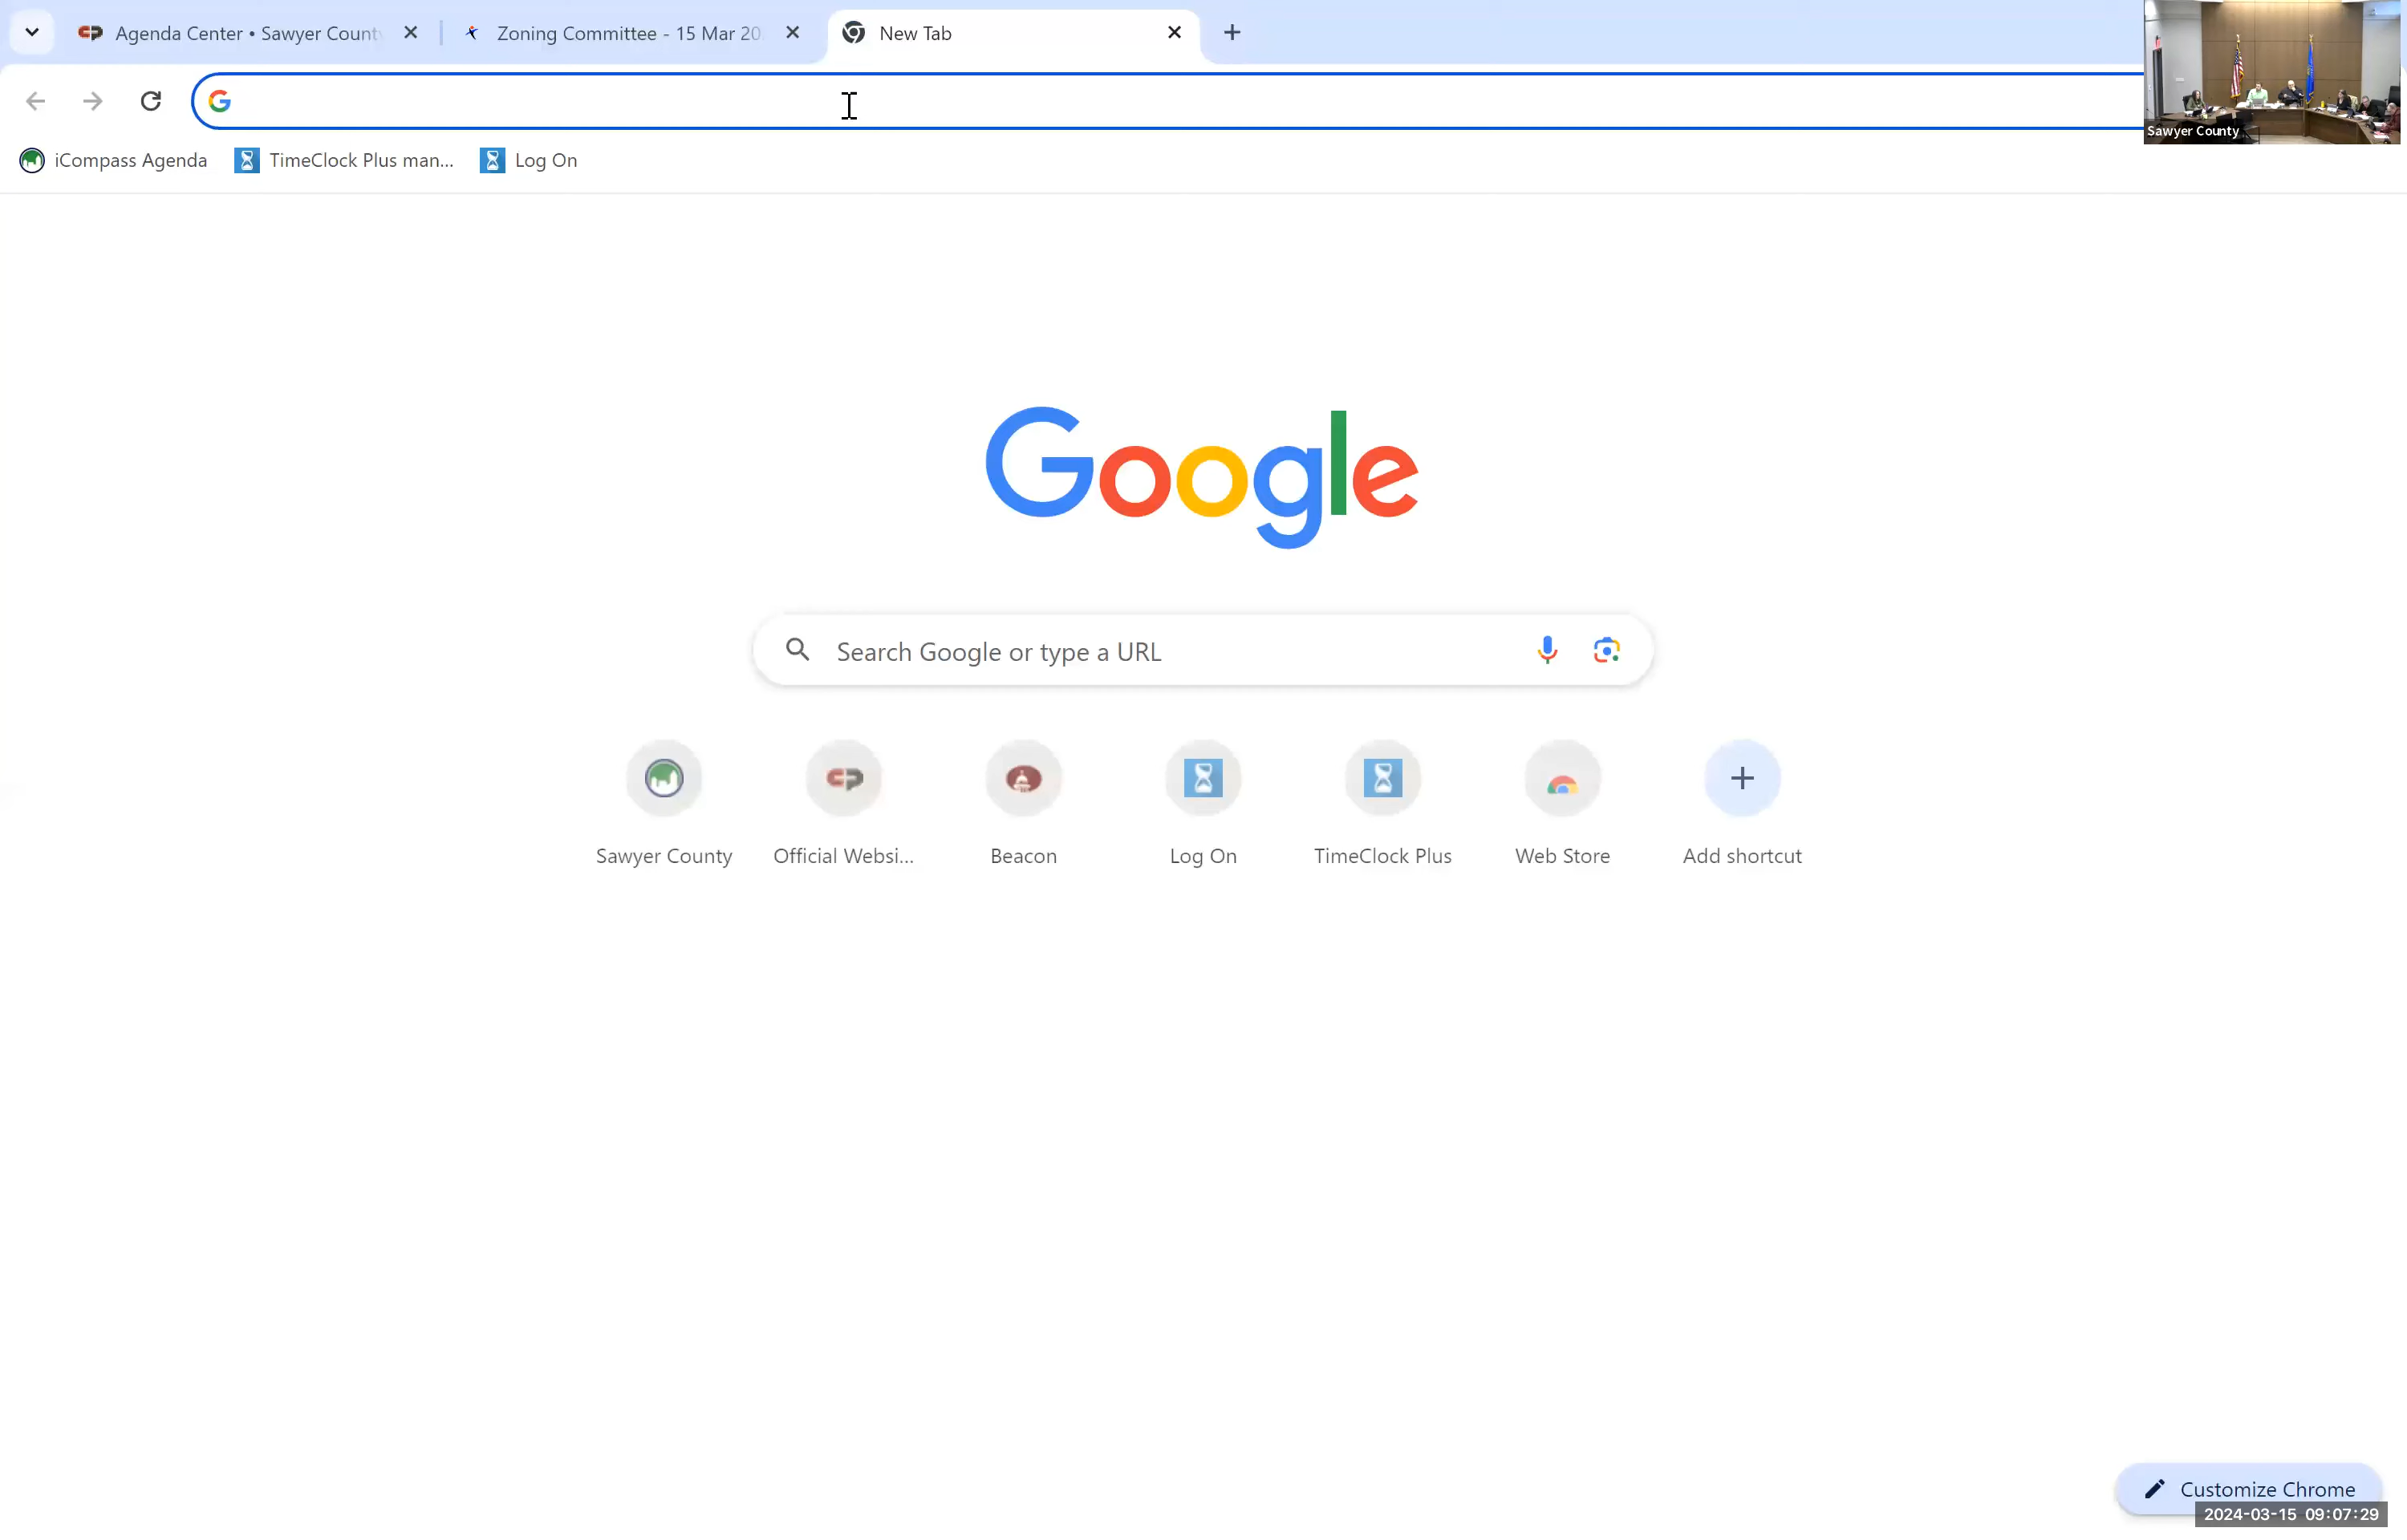 Agenda Center • Sawyer County
Zoning Committee - 15 Mar 20
New Tab
iCompass Agenda
TimeClock Plus man...
Log On
Sawyer County
Google
Search Google or type a URL
Sawyer County
Official Websi...
Beacon
Log On
TimeClock Plus
Web Store
Add shortcut
Customize Chrome
2024-03-15 09:07:29